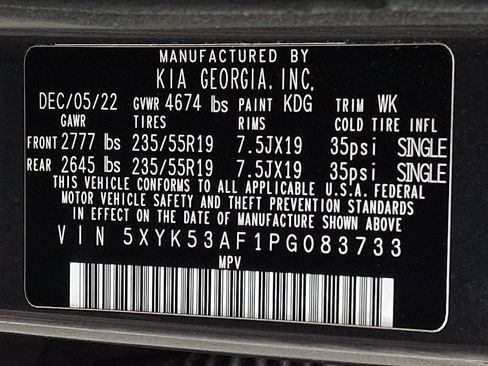 MANUFACTURED BY
KIA GEORGIA, INC.
DEC/05/22 GVWR 4674 lbs PAINT KDG TRIM WK
GAWR TIRES RIMS COLD TIRE INFL
FRONT 2777 lbs 235/55R19 7.5JX19 35psi SINGLE
REAR 2645 lbs 235/55R19 7.5JX19 35psi SINGLE
THIS VEHICLE CONFORMS TO ALL APPLICABLE U.S.A. FEDERAL
MOTOR VEHICLE SAFETY AND THEFT PREVENTION STANDARDS
IN EFFECT ON THE DATE OF MANUFACTURE SHOWN ABOVE
VIN 5XYK53AF1PG083733
MPV